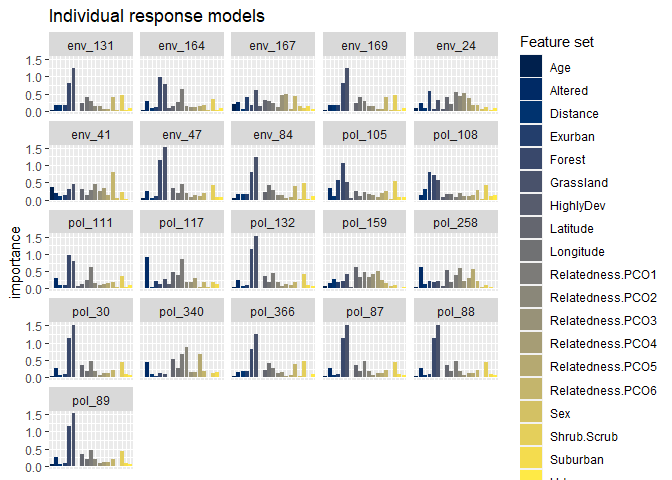 Individual response models
env_131 env_164 env_167 env_169 env_24
1.5
1.0
0.5
0.0
env_41 env_47 env_84 pol_105 pol_108
1.5
1.0
0.5
0.0
pol_111 pol_117 pol_132 pol_159 pol_258
1.5
1.0
0.5
0.0
pol_30 pol_340 pol_366 pol_87 pol_88
1.5
1.0
0.5
0.0
pol_89
1.5
1.0
0.5
0.0
importance
Feature set
Age
Altered
Distance
Exurban
Forest
Grassland
HighlyDev
Latitude
Longitude
Relatedness.PCO1
Relatedness.PCO2
Relatedness.PCO3
Relatedness.PCO4
Relatedness.PCO5
Relatedness.PCO6
Sex
Shrub.Scrub
Suburban